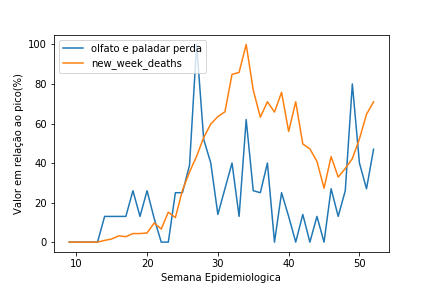 olfato e paladar perda
new_week_deaths
Valor em relação ao pico(%)
100
80
60
40
20
0
10
20
30
40
50
Semana Epidemiologica